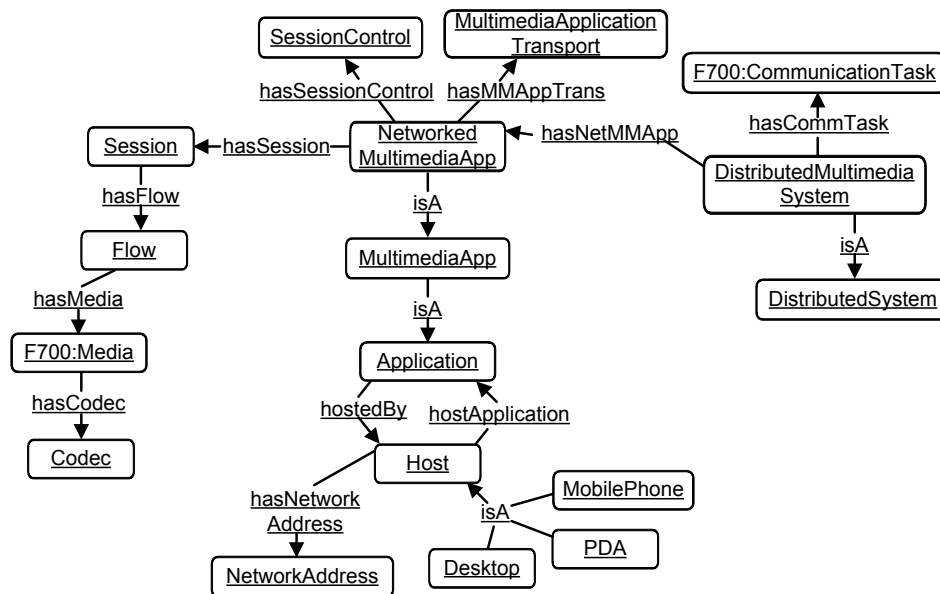 SessionControl
MultimediaApplication
Transport
F700:CommunicationTask
hasSessionControl
hasMMAppTrans
hasCommTask
Session
hasSession
Networked
MultimediaApp
hasNetMMApp
DistributedMultimedia
System
hasFlow
isA
isA
Flow
MultimediaApp
DistributedSystem
hasMedia
isA
F700:Media
Application
hasCodec
hostedBy
hostApplication
Codec
Host
MobilePhone
hasNetwork
Address
isA
PDA
NetworkAddress
Desktop